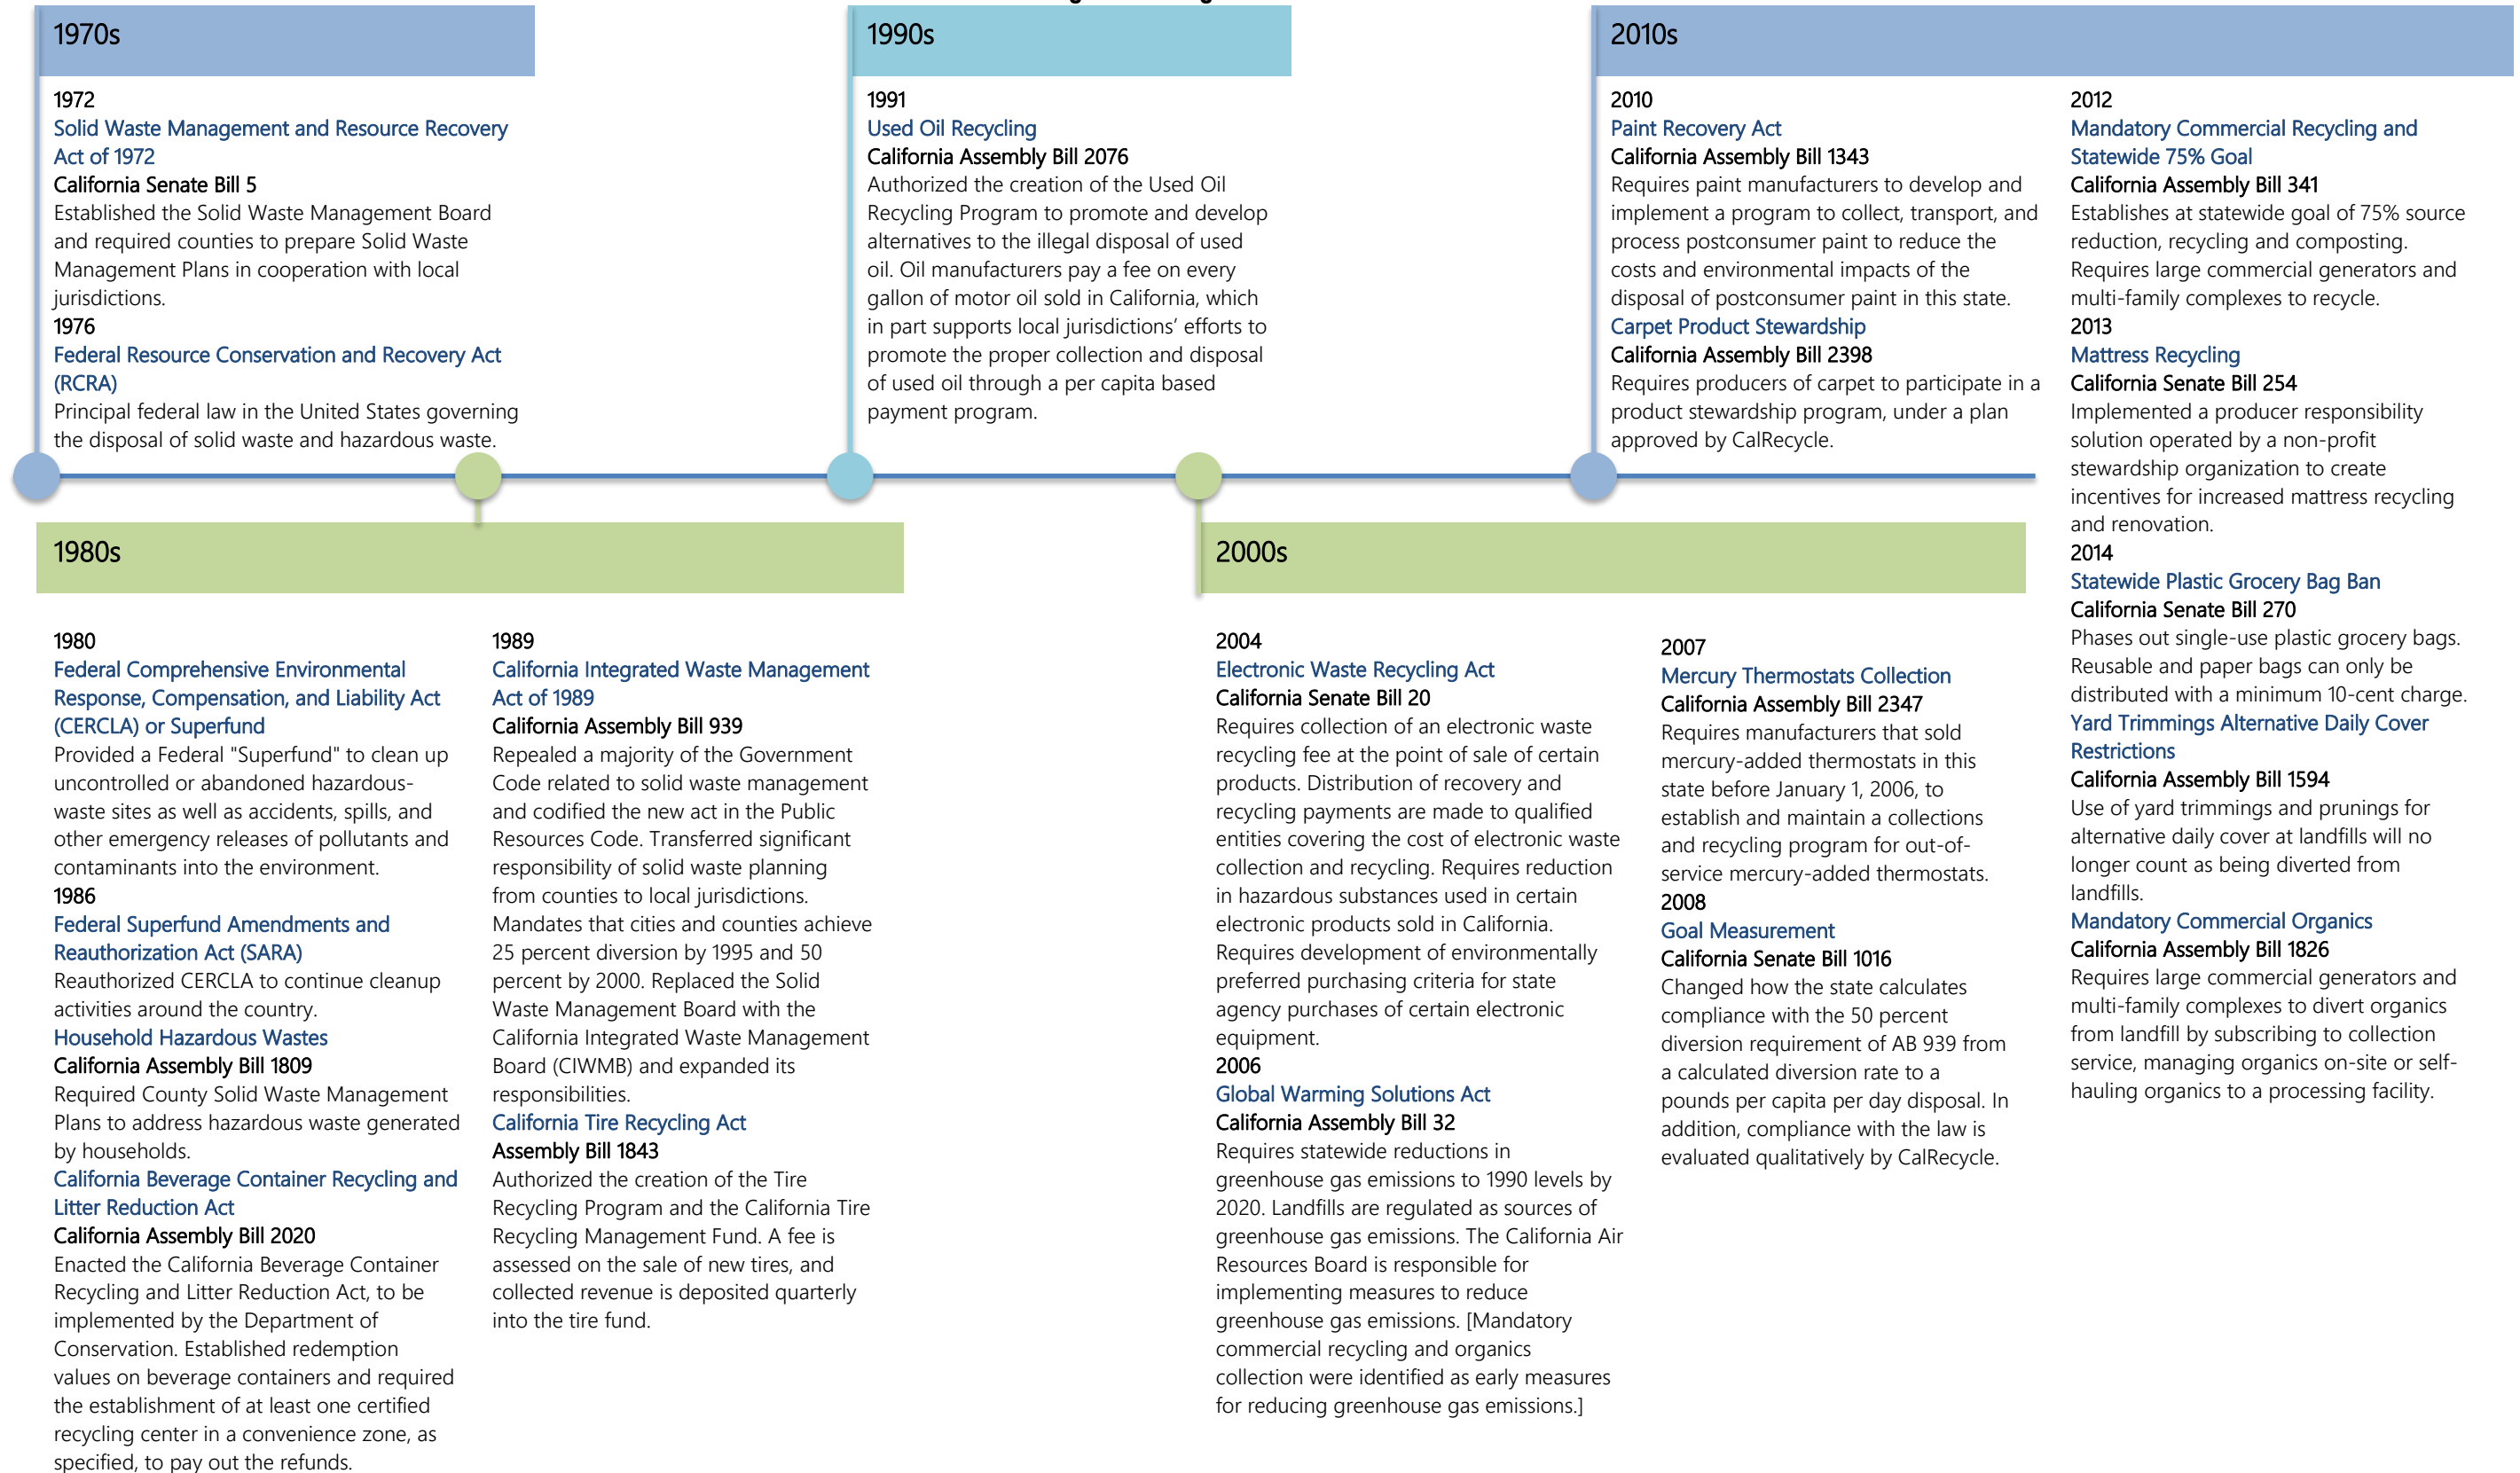 1970s
1972
Solid Waste Management and Resource Recovery
Act of 1972
California Senate Bill 5
Established the Solid Waste Management Board
and required counties to prepare Solid Waste
Management Plans in cooperation with local
jurisdictions.
1976
Federal Resource Conservation and Recovery Act
(RCRA)
Principal federal law in the United States governing
the disposal of solid waste and hazardous waste.
1980s
1980
Federal Comprehensive Environmental
Response, Compensation, and Liability Act
(CERCLA) or Superfund
Provided a Federal "Superfund" to clean up
uncontrolled or abandoned hazardous-
waste sites as well as accidents, spills, and
other emergency releases of pollutants and
contaminants into the environment.
1986
Federal Superfund Amendments and
Reauthorization Act (SARA)
Reauthorized CERCLA to continue cleanup
activities around the country.
Household Hazardous Wastes
California Assembly Bill 1809
Required County Solid Waste Management
Plans to address hazardous waste generated
by households.
California Beverage Container Recycling and
Litter Reduction Act
California Assembly Bill 2020
Enacted the California Beverage Container
Recycling and Litter Reduction Act, to be
implemented by the Department of
Conservation. Established redemption
values on beverage containers and required
the establishment of at least one certified
recycling center in a convenience zone, as
specified, to pay out the refunds.
1989
California Integrated Waste Management
Act of 1989
California Assembly Bill 939
Repealed a majority of the Government
Code related to solid waste management
and codified the new act in the Public
Resources Code. Transferred significant
responsibility of solid waste planning
from counties to local jurisdictions.
Mandates that cities and counties achieve
25 percent diversion by 1995 and 50
percent by 2000. Replaced the Solid
Waste Management Board with the
California Integrated Waste Management
Board (CIWMB) and expanded its
responsibilities.
California Tire Recycling Act
Assembly Bill 1843
Authorized the creation of the Tire
Recycling Program and the California Tire
Recycling Management Fund. A fee is
assessed on the sale of new tires, and
collected revenue is deposited quarterly
into the tire fund.
1990s
1991
Used Oil Recycling
California Assembly Bill 2076
Authorized the creation of the Used Oil
Recycling Program to promote and develop
alternatives to the illegal disposal of used
oil. Oil manufacturers pay a fee on every
gallon of motor oil sold in California, which
in part supports local jurisdictions’ efforts to
promote the proper collection and disposal
of used oil through a per capita based
payment program.
2000s
2004
Electronic Waste Recycling Act
California Senate Bill 20
Requires collection of an electronic waste
recycling fee at the point of sale of certain
products. Distribution of recovery and
recycling payments are made to qualified
entities covering the cost of electronic waste
collection and recycling. Requires reduction
in hazardous substances used in certain
electronic products sold in California.
Requires development of environmentally
preferred purchasing criteria for state
agency purchases of certain electronic
equipment.
2006
Global Warming Solutions Act
California Assembly Bill 32
Requires statewide reductions in
greenhouse gas emissions to 1990 levels by
2020. Landfills are regulated as sources of
greenhouse gas emissions. The California Air
Resources Board is responsible for
implementing measures to reduce
greenhouse gas emissions. [Mandatory
commercial recycling and organics
collection were identified as early measures
for reducing greenhouse gas emissions.]
2007
Mercury Thermostats Collection
California Assembly Bill 2347
Requires manufacturers that sold
mercury-added thermostats in this
state before January 1, 2006, to
establish and maintain a collections
and recycling program for out-of-
service mercury-added thermostats.
2008
Goal Measurement
California Senate Bill 1016
Changed how the state calculates
compliance with the 50 percent
diversion requirement of AB 939 from
a calculated diversion rate to a
pounds per capita per day disposal. In
addition, compliance with the law is
evaluated qualitatively by CalRecycle.
2010s
2010
Paint Recovery Act
California Assembly Bill 1343
Requires paint manufacturers to develop and
implement a program to collect, transport, and
process postconsumer paint to reduce the
costs and environmental impacts of the
disposal of postconsumer paint in this state.
Carpet Product Stewardship
California Assembly Bill 2398
Requires producers of carpet to participate in a
product stewardship program, under a plan
approved by CalRecycle.
2012
Mandatory Commercial Recycling and
Statewide 75% Goal
California Assembly Bill 341
Establishes at statewide goal of 75% source
reduction, recycling and composting.
Requires large commercial generators and
multi-family complexes to recycle.
2013
Mattress Recycling
California Senate Bill 254
Implemented a producer responsibility
solution operated by a non-profit
stewardship organization to create
incentives for increased mattress recycling
and renovation.
2014
Statewide Plastic Grocery Bag Ban
California Senate Bill 270
Phases out single-use plastic grocery bags.
Reusable and paper bags can only be
distributed with a minimum 10-cent charge.
Yard Trimmings Alternative Daily Cover
Restrictions
California Assembly Bill 1594
Use of yard trimmings and prunings for
alternative daily cover at landfills will no
longer count as being diverted from
landfills.
Mandatory Commercial Organics
California Assembly Bill 1826
Requires large commercial generators and
multi-family complexes to divert organics
from landfill by subscribing to collection
service, managing organics on-site or self-
hauling organics to a processing facility.